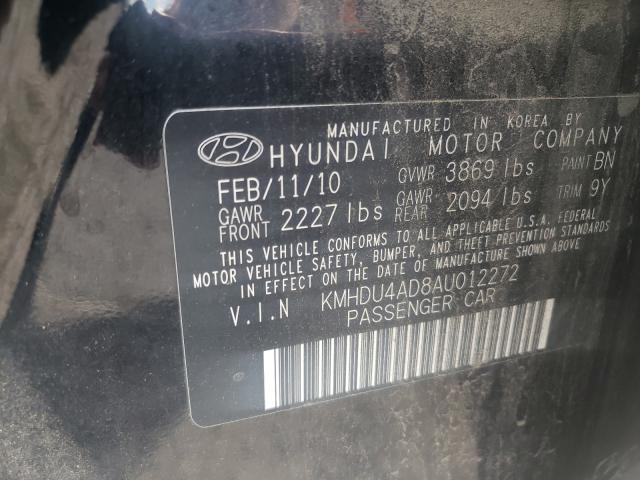 MANUFACTURED IN KOREA BY
HYUNDAI MOTOR COMPANY
FEB/11/10 GVWR 3869 lbs PAINT BN
GAWR FRONT 2227 lbs GAWR REAR 2094 lbs TRIM 9Y
THIS VEHICLE CONFORMS TO ALL APPLICABLE U.S.A. FEDERAL
MOTOR VEHICLE SAFETY, BUMPER, AND THEFT PREVENTION STANDARDS
IN EFFECT ON THE DATE OF MANUFACTURE SHOWN ABOVE
V.I.N KMHDU4AD8AU012272
PASSENGER CAR